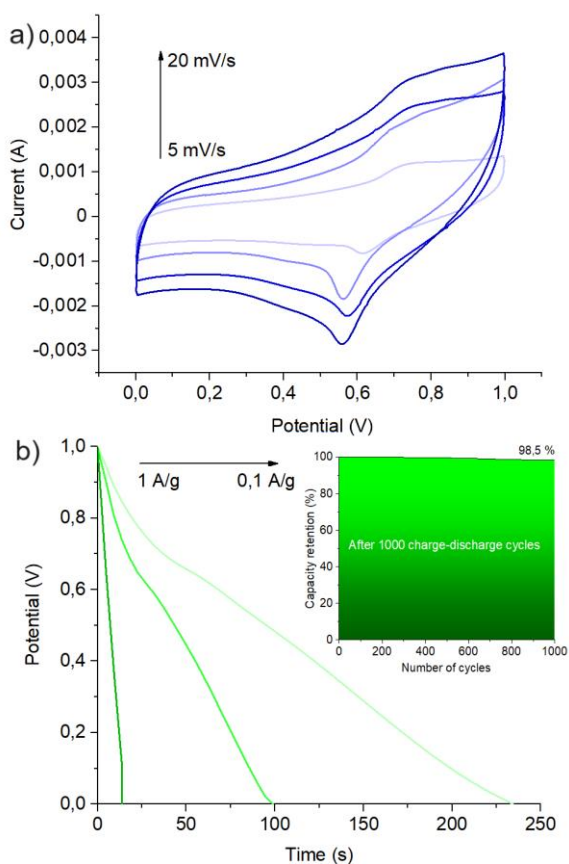 a)
0,004
0,003
0,002
0,001
0
-0,001
-0,002
-0,003
Current (A)
20 mV/s
5 mV/s
0,0 0,2 0,4 0,6 0,8 1,0
Potential (V)
b)
1,0
0,8
0,6
0,4
0,2
0,0
Potential (V)
1 A/g 0,1 A/g
98,5 %
100
80
60
40
20
0
Capacity retention (%)
After 1000 charge-discharge cycles
0 200 400 600 800 1000
Number of cycles
0 50 100 150 200 250
Time (s)